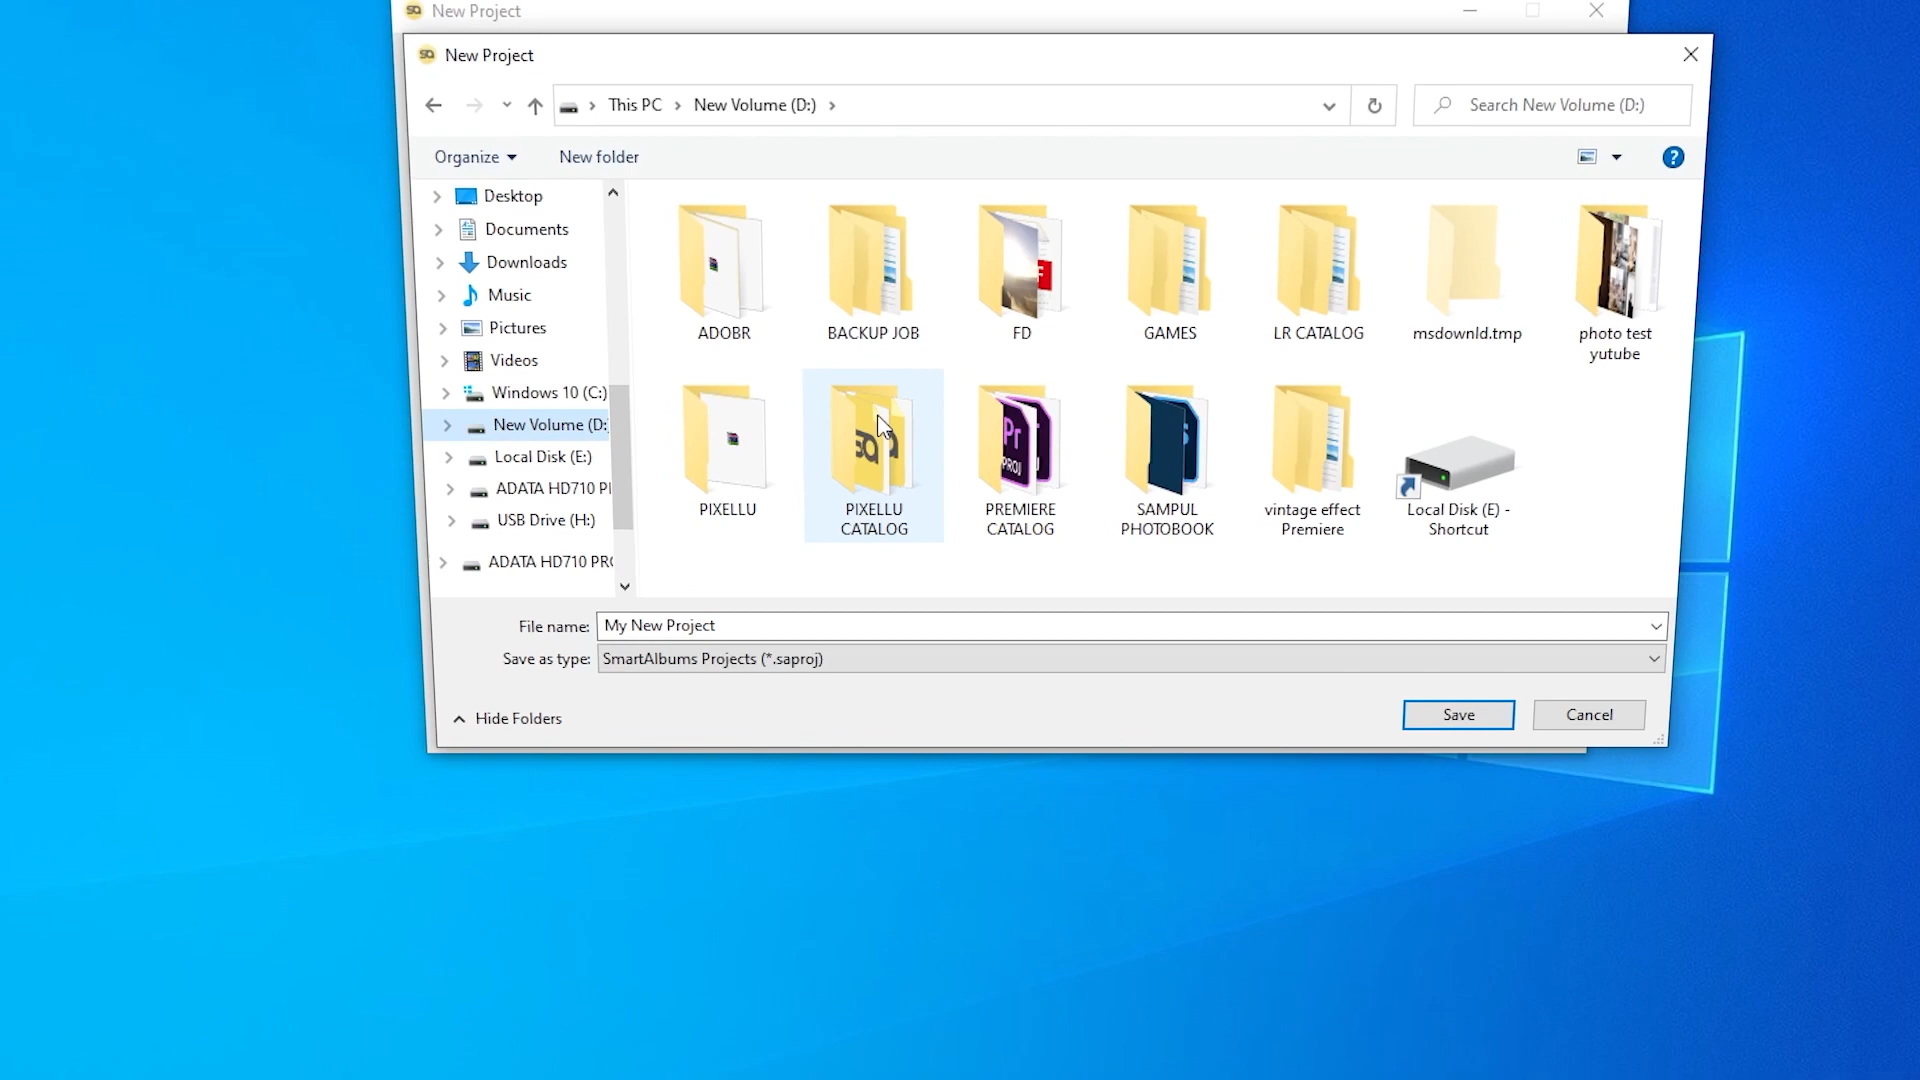 New Project
New Project
This PC
New Volume (D:)
Search New Volume (D:)
Organize
New folder
Desktop
Documents
Downloads
Music
Pictures
Videos
Windows 10 (C:)
New Volume (D:
Local Disk (E:)
ADATA HD710 P
USB Drive (H:)
ADATA HD710 PR
ADOBR
BACKUP JOB
FD
GAMES
LR CATALOG
msdownld.tmp
photo test
yutube
PIXELLU
PIXELLU
CATALOG
PREMIERE
CATALOG
SAMPUL
PHOTOBOOK
vintage effect
Premiere
Local Disk (E) -
Shortcut
File name:
My New Project
Save as type:
SmartAlbums Projects (*.saproj)
Hide Folders
Save
Cancel